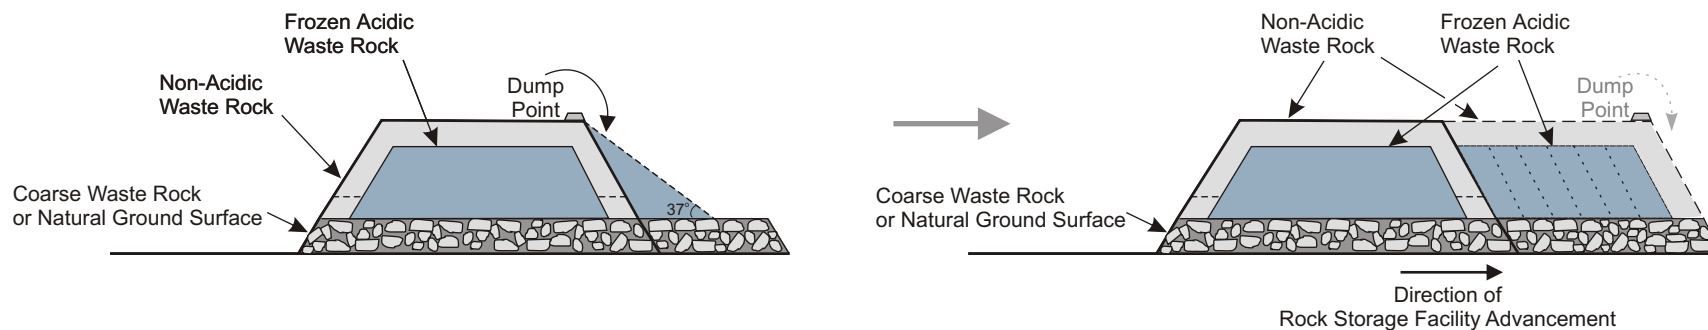 Frozen Acidic
Waste Rock
Non-Acidic
Waste Rock
Dump
Point
Coarse Waste Rock
or Natural Ground Surface
37°
Non-Acidic
Waste Rock
Frozen Acidic
Waste Rock
Dump
Point
Coarse Waste Rock
or Natural Ground Surface
Direction of
Rock Storage Facility Advancement